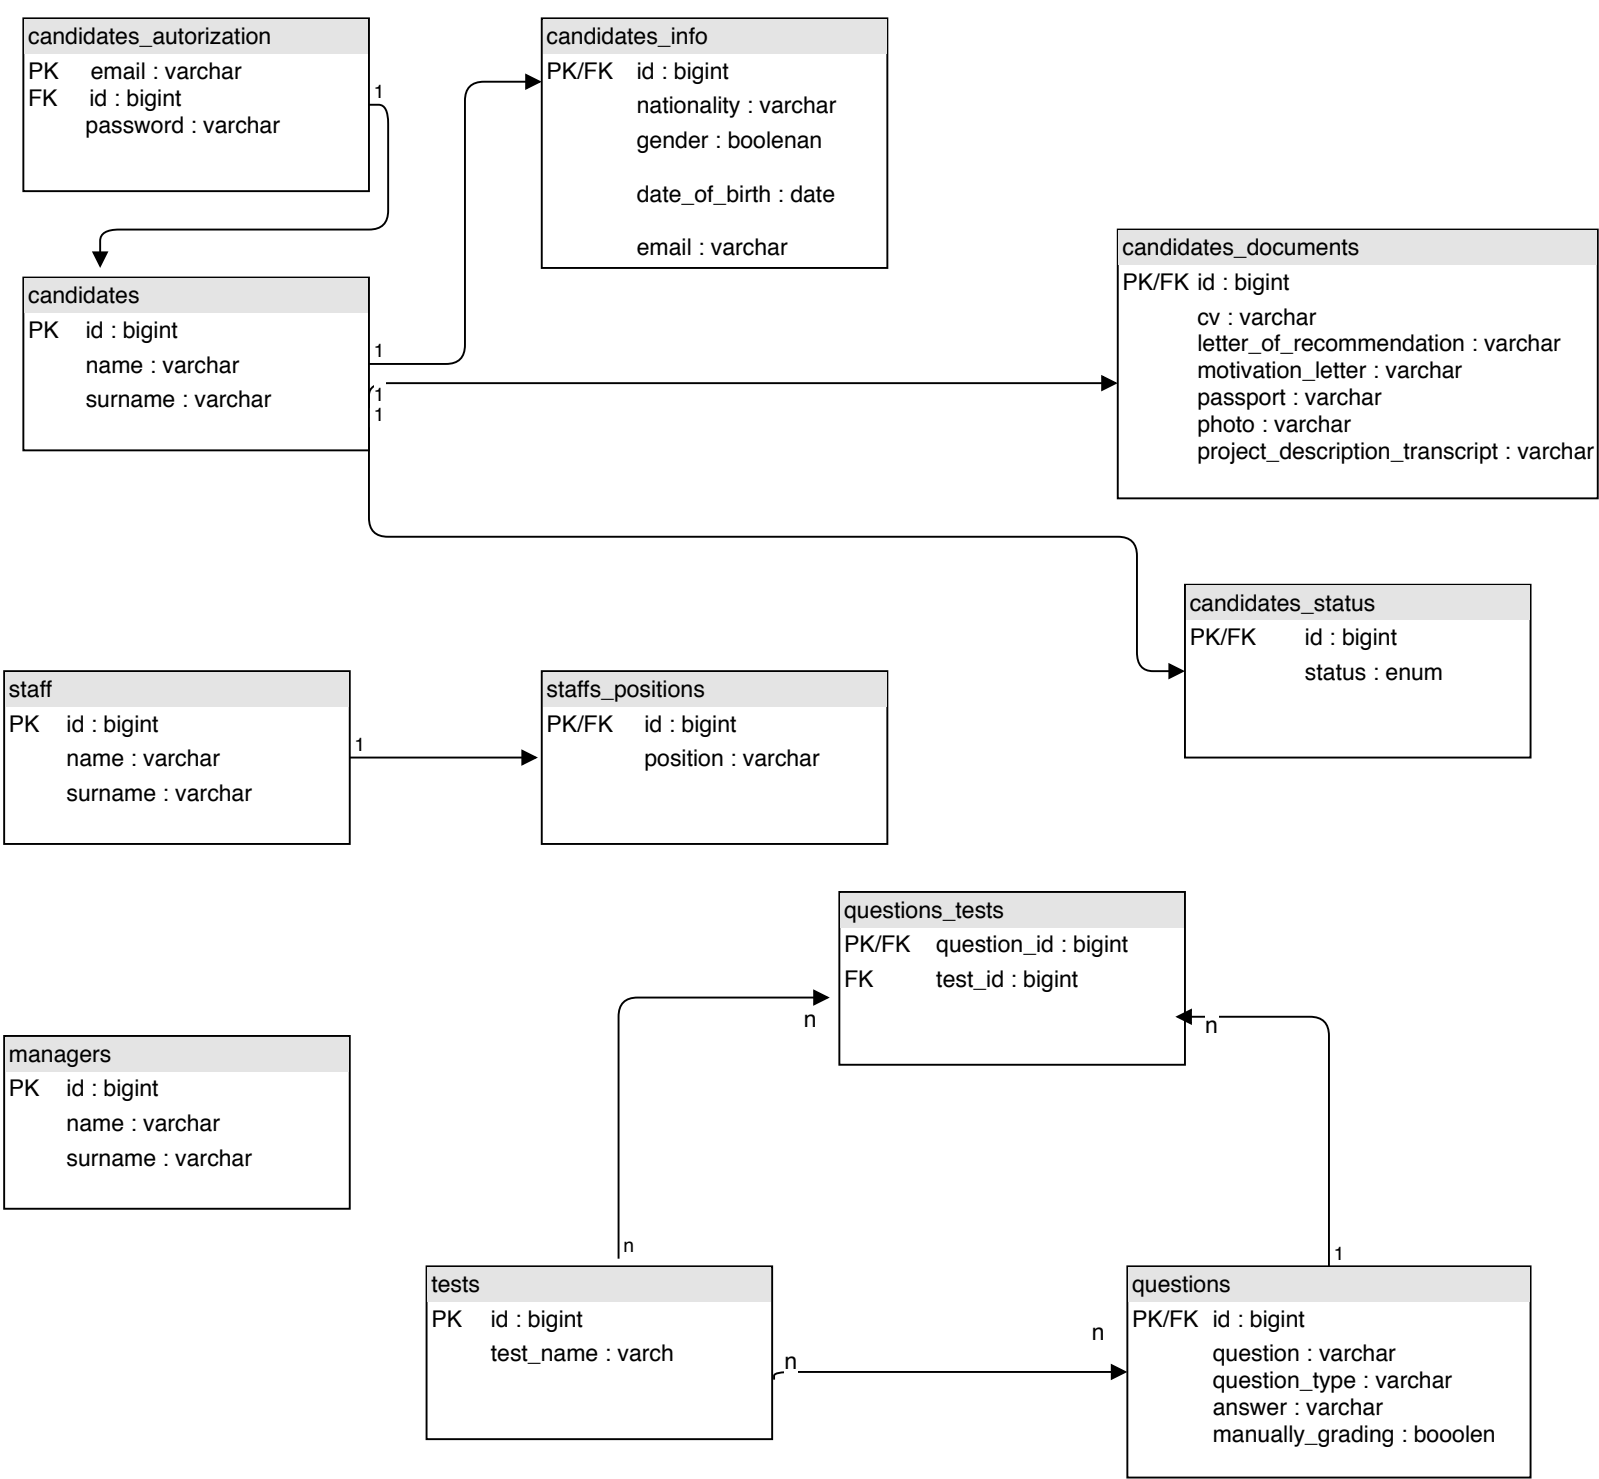 candidates_autorization
PK email : varchar
FK id : bigint
password : varchar
1
candidates_info
PK/FK id : bigint
nationality : varchar
gender : boolenan
date_of_birth : date
email : varchar
candidates
PK id : bigint
name : varchar
surname : varchar
1
1
1
candidates_documents
PK/FK id : bigint
cv : varchar
letter_of_recommendation : varchar
motivation_letter : varchar
passport : varchar
photo : varchar
project_description_transcript : varchar
candidates_status
PK/FK id : bigint
status : enum
staff
PK id : bigint
name : varchar
surname : varchar
1
staffs_positions
PK/FK id : bigint
position : varchar
questions_tests
PK/FK question_id : bigint
FK test_id : bigint
n
n
managers
PK id : bigint
name : varchar
surname : varchar
n
1
tests
PK id : bigint
test_name : varch
n
n
questions
PK/FK id : bigint
question : varchar
question_type : varchar
answer : varchar
manually_grading : booolen